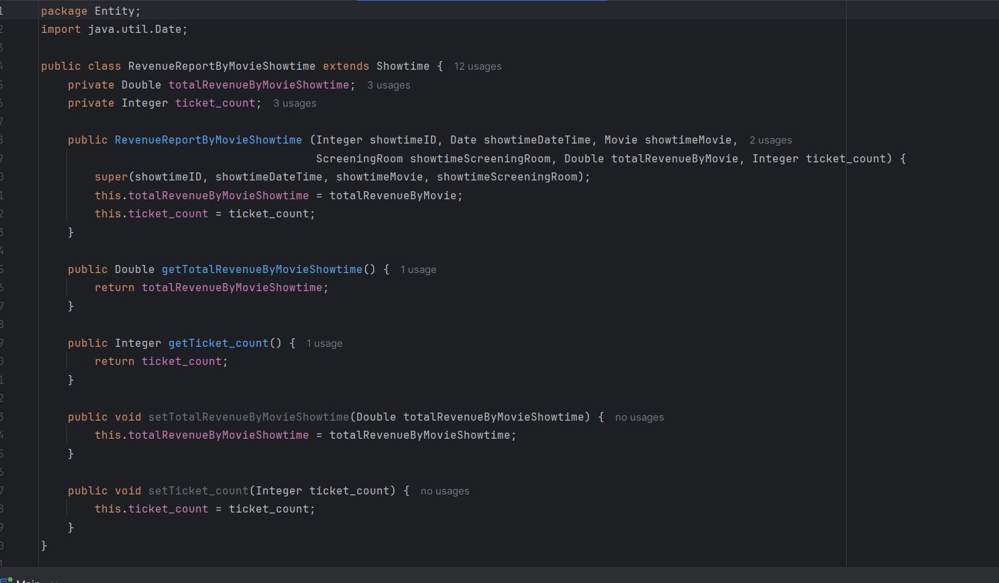 package Entity;
import java.util.Date;
public class RevenueReportByMovieShowtime extends Showtime {  12 usages
private Double totalRevenueByMovieShowtime;  3 usages
private Integer ticket_count;  3 usages
public RevenueReportByMovieShowtime (Integer showtimeID, Date showtimeDateTime, Movie showtimeMovie,  2 usages
ScreeningRoom showtimeScreeningRoom, Double totalRevenueByMovie, Integer ticket_count) {
super(showtimeID, showtimeDateTime, showtimeMovie, showtimeScreeningRoom);
this.totalRevenueByMovieShowtime = totalRevenueByMovie;
this.ticket_count = ticket_count;
}
public Double getTotalRevenueByMovieShowtime() {  1 usage
return totalRevenueByMovieShowtime;
}
public Integer getTicket_count() {  1 usage
return ticket_count;
}
public void setTotalRevenueByMovieShowtime(Double totalRevenueByMovieShowtime) {  no usages
this.totalRevenueByMovieShowtime = totalRevenueByMovieShowtime;
}
public void setTicket_count(Integer ticket_count) {  no usages
this.ticket_count = ticket_count;
}
}